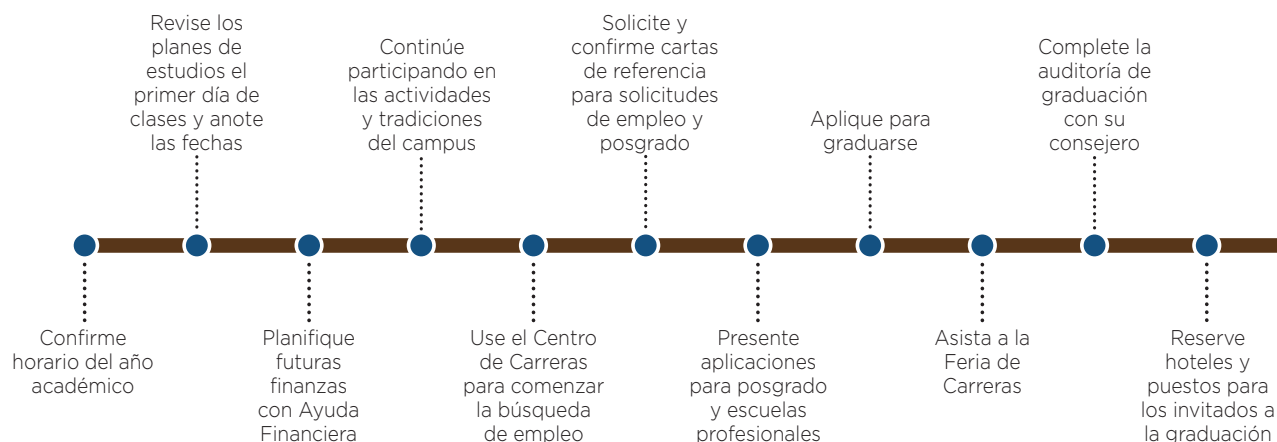 Confirme
horario del año
académico
Revise los
planes de
estudios el
primer día de
clases y anote
las fechas
Planifique
futuras
finanzas
con Ayuda
Financiera
Continúe
participando en
las actividades
y tradiciones
del campus
Use el Centro
de Carreras
para comenzar
la búsqueda
de empleo
Solicite y
confirme cartas
de referencia
para solicitudes
de empleo y
posgrado
Presente
aplicaciones
para posgrado
y escuelas
profesionales
Aplique para
graduarse
Asista a la
Feria de
Carreras
Complete la
auditoría de
graduación
con su
consejero
Reserve
hoteles y
puestos para
los invitados a
la graduación